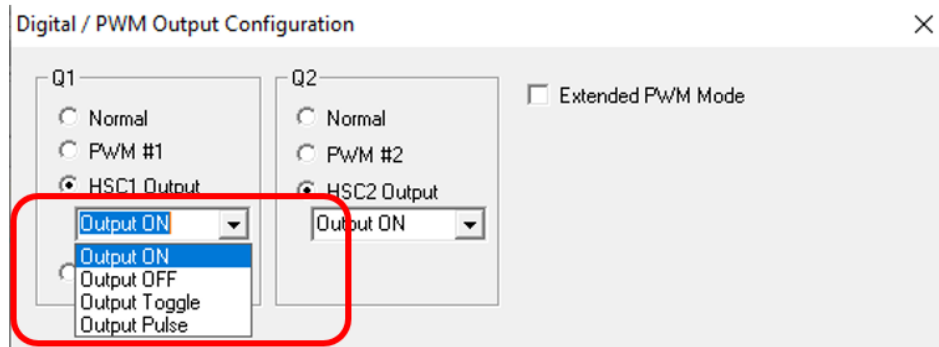 Digital / PWM Output Configuration
Q1
Normal
PWM #1
HSC1 Output
Output ON
Output ON
Output OFF
Output Toggle
Output Pulse
Q2
Normal
PWM #2
HSC2 Output
Output ON
Extended PWM Mode